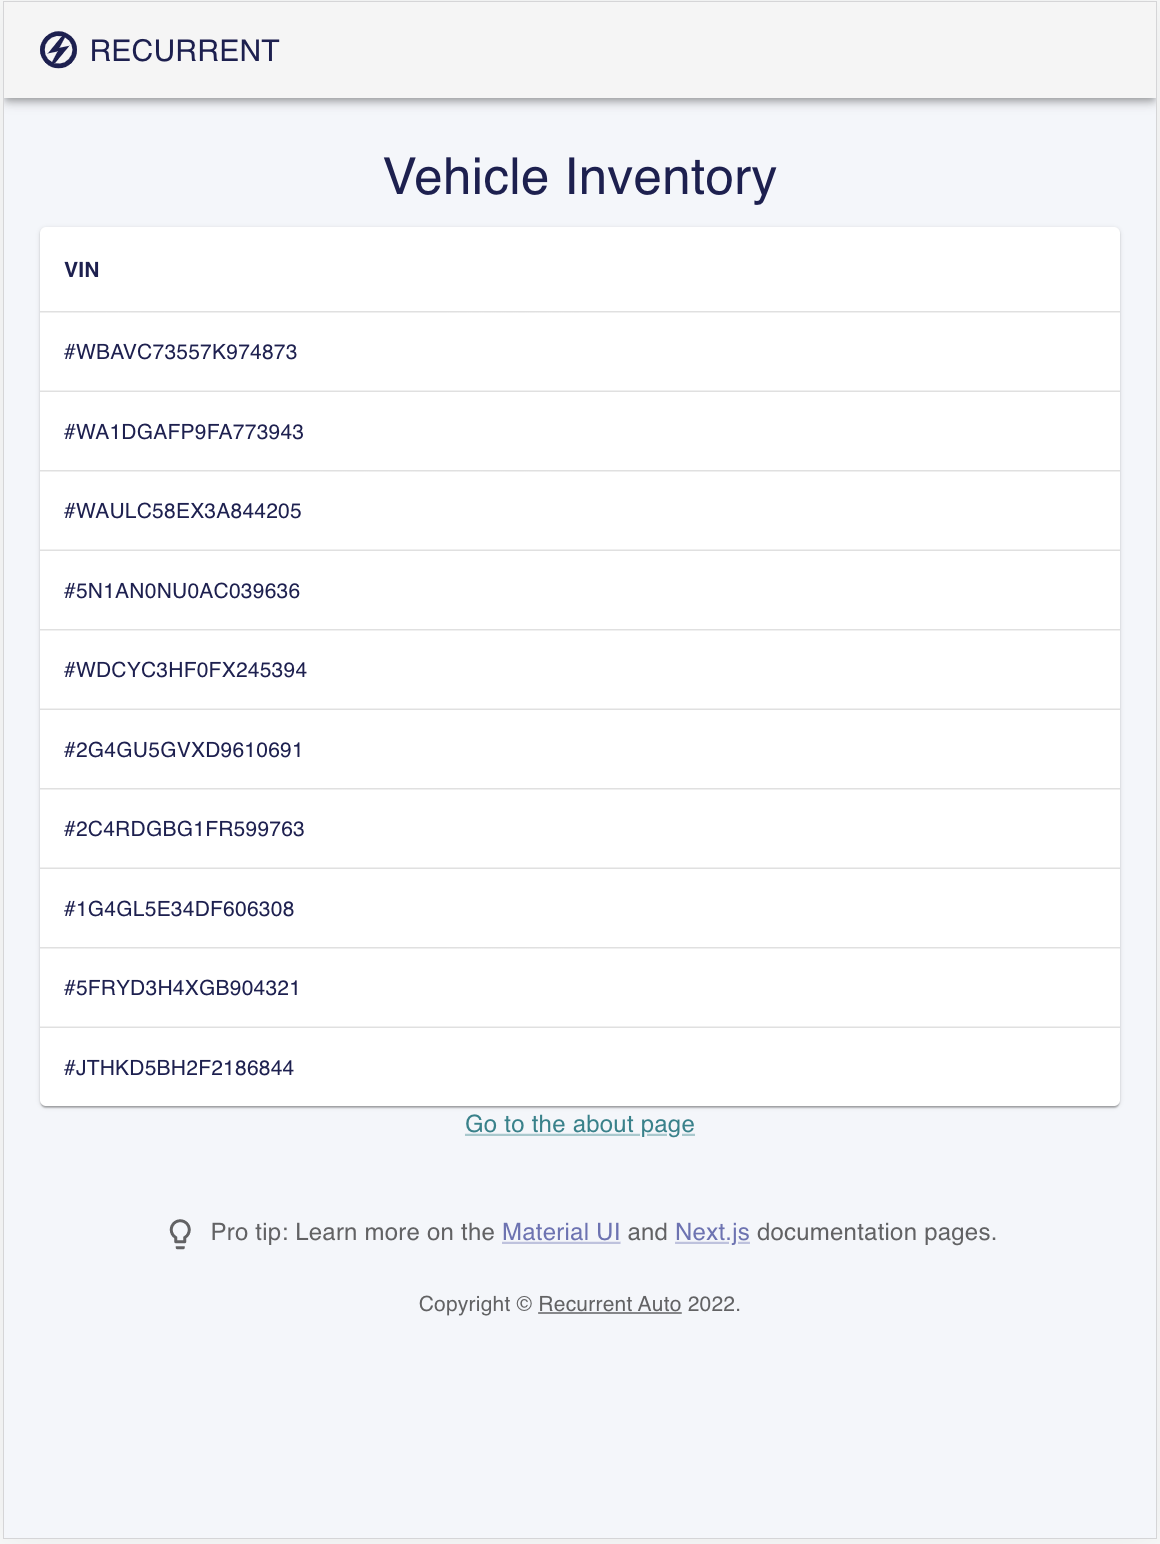 RECURRENT
Vehicle Inventory
VIN
#WBAVC73557K974873
#WA1DGAFP9FA773943
#WAULC58EX3A844205
#5N1AN0NU0AC039636
#WDCYC3HF0FX245394
#2G4GU5GVXD9610691
#2C4RDGBG1FR599763
#1G4GL5E34DF606308
#5FRYD3H4XGB904321
#JTHKD5BH2F2186844
Go to the about page
Pro tip: Learn more on the Material UI and Next.js documentation pages.
Copyright © Recurrent Auto 2022.